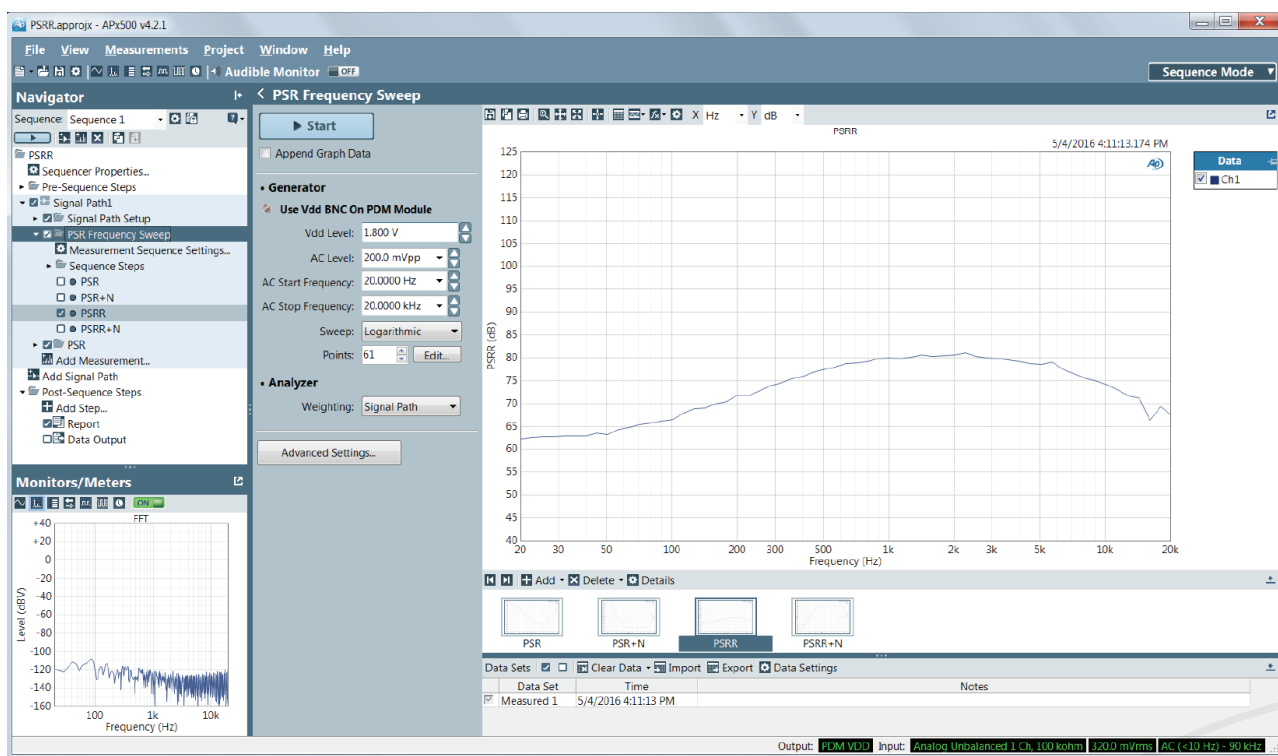 PSRR.approjx - APx500 v4.2.1
File View Measurements Project Window Help
Audible Monitor OFF
Sequence Mode
Navigator
Sequence: Sequence 1
PSRR
Sequencer Properties...
Pre-Sequence Steps
Signal Path1
Signal Path Setup
PSR Frequency Sweep
Measurement Sequence Settings...
Sequence Steps
PSR
PSR+N
PSRR
PSRR+N
PSR
Add Measurement...
Add Signal Path
Post-Sequence Steps
Add Step...
Report
Data Output
Monitors/Meters
ON
FFT
+40
+20
0
-20
-40
-60
-80
-100
-120
-140
-160
Level (dBV)
100 1k 10k
Frequency (Hz)
PSR Frequency Sweep
Start
Append Graph Data
Generator
Use Vdd BNC On PDM Module
Vdd Level: 1.800 V
AC Level: 200.0 mVpp
AC Start Frequency: 20.0000 Hz
AC Stop Frequency: 20.0000 kHz
Sweep: Logarithmic
Points: 61 Edit...
Analyzer
Weighting: Signal Path
Advanced Settings...
X Hz Y dB
PSRR
5/4/2016 4:11:13.174 PM
AP
125
120
115
110
105
100
95
90
85
80
75
70
65
60
55
50
45
40
PSRR (dB)
20 30 50 100 200 300 500 1k 2k 3k 5k 10k 20k
Frequency (Hz)
Data
Ch1
Add Delete Details
PSR PSR+N PSRR PSRR+N
Data Sets Clear Data Import Export Data Settings
Data Set Time Notes
Measured 1 5/4/2016 4:11:13 PM
Output: PDM VDD Input: Analog Unbalanced 1 Ch, 100 kohm 320.0 mVrms AC (<10 Hz) - 90 kHz